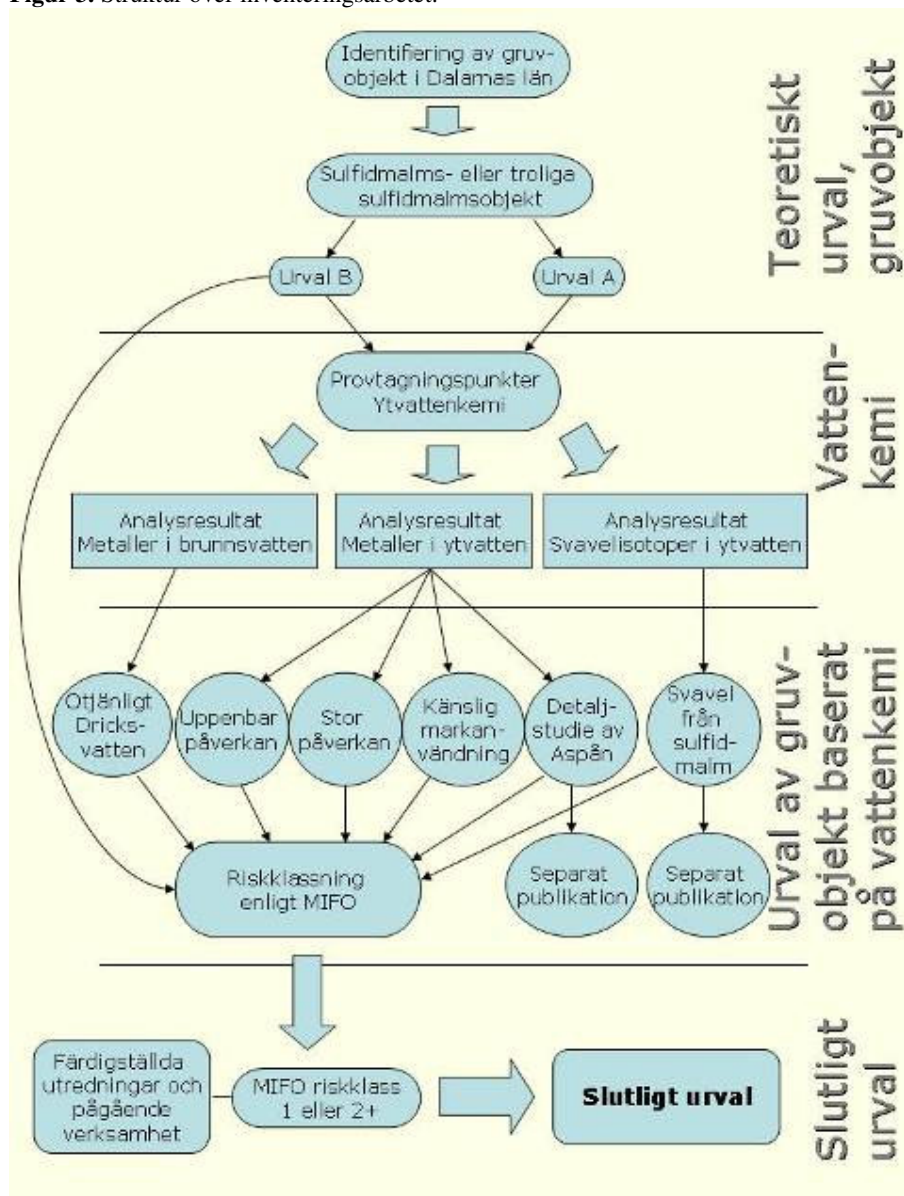 Figur 3. Struktur över inventeringsarbetet.
Identifiering av gruv-
objekt i Dalarnas län
Teoretiskt
urval,
gruvobjekt
Sulfidmalms- eller troliga
sulfidmalmsobjekt
Urval B
Urval A
Vatten-
kemi
Provtagningspunkter
Ytvattenkemi
Analysresultat
Metaller i brunnsvatten
Analysresultat
Metaller i ytvatten
Analysresultat
Svavelisotoper i ytvatten
Urval av gruv-
objekt baserat
på vattenkemi
Otjänligt
Dricks-
vatten
Uppenbar
påverkan
Stor
påverkan
Känslig
markan-
vändning
Detalj-
studie av
Aspån
Svavel
från
sulfid-
malm
Riskklassning
enligt MIFO
Separat
publikation
Separat
publikation
Slutligt
urval
Färdigställda
utredningar och
pågående
verksamhet
MIFO riskklass
1 eller 2+
Slutligt urval